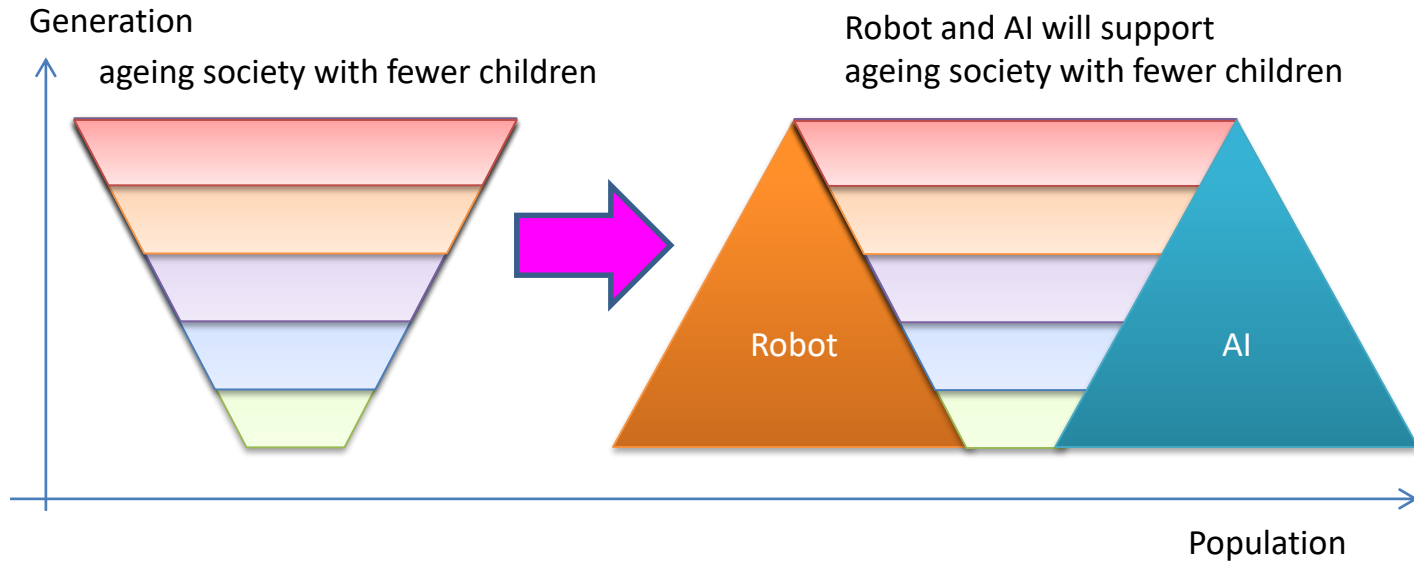 Generation
ageing society with fewer children
Robot and AI will support
ageing society with fewer children
Robot
AI
Population